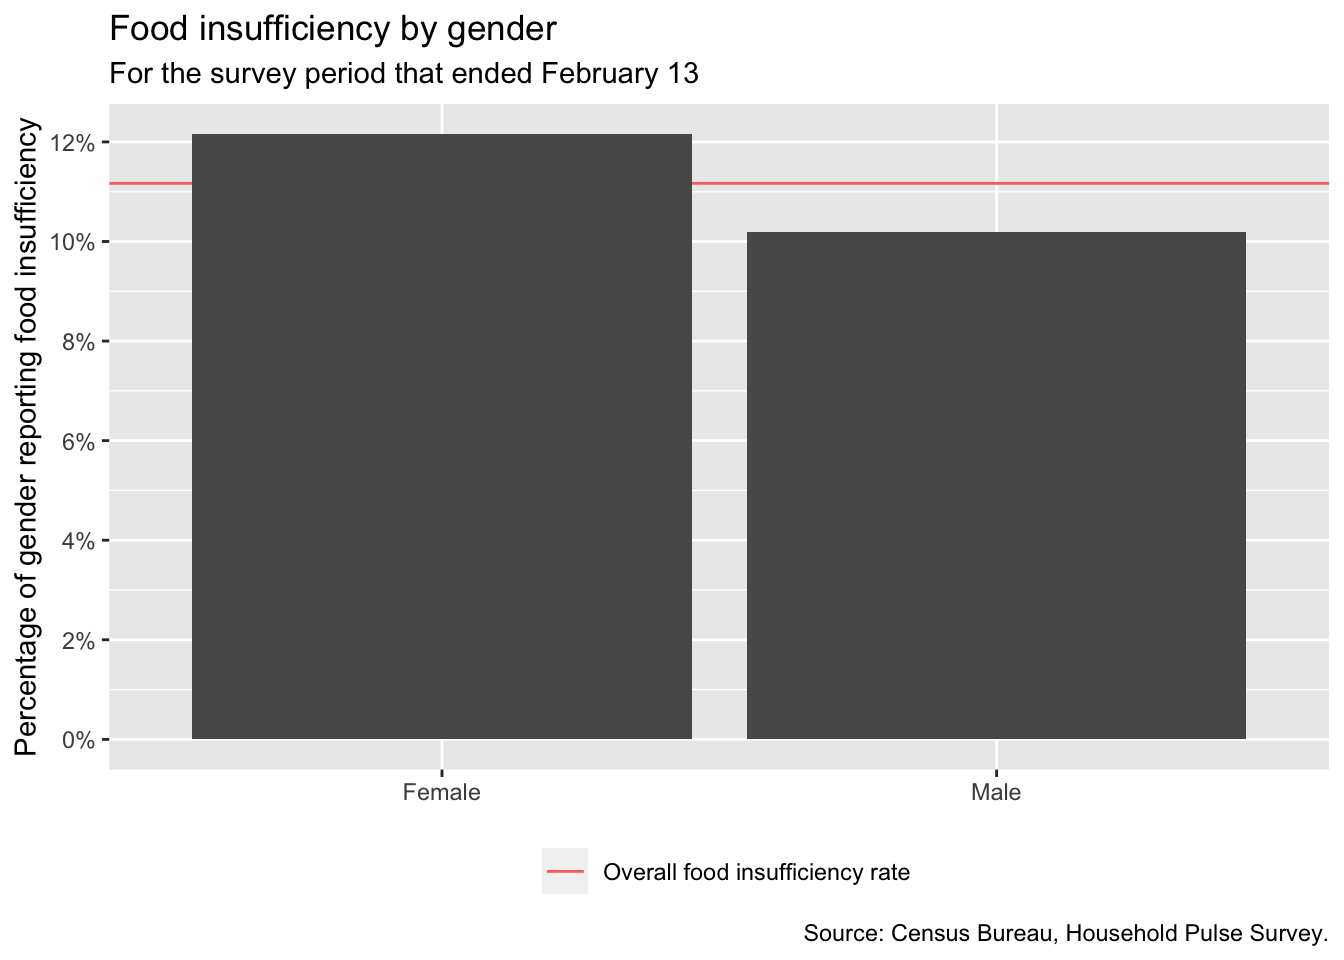 Food insufficiency by gender
For the survey period that ended February 13
Percentage of gender reporting food insufficiency
12%
10%
8%
6%
4%
2%
0%
Female
Male
Overall food insufficiency rate
Source: Census Bureau, Household Pulse Survey.